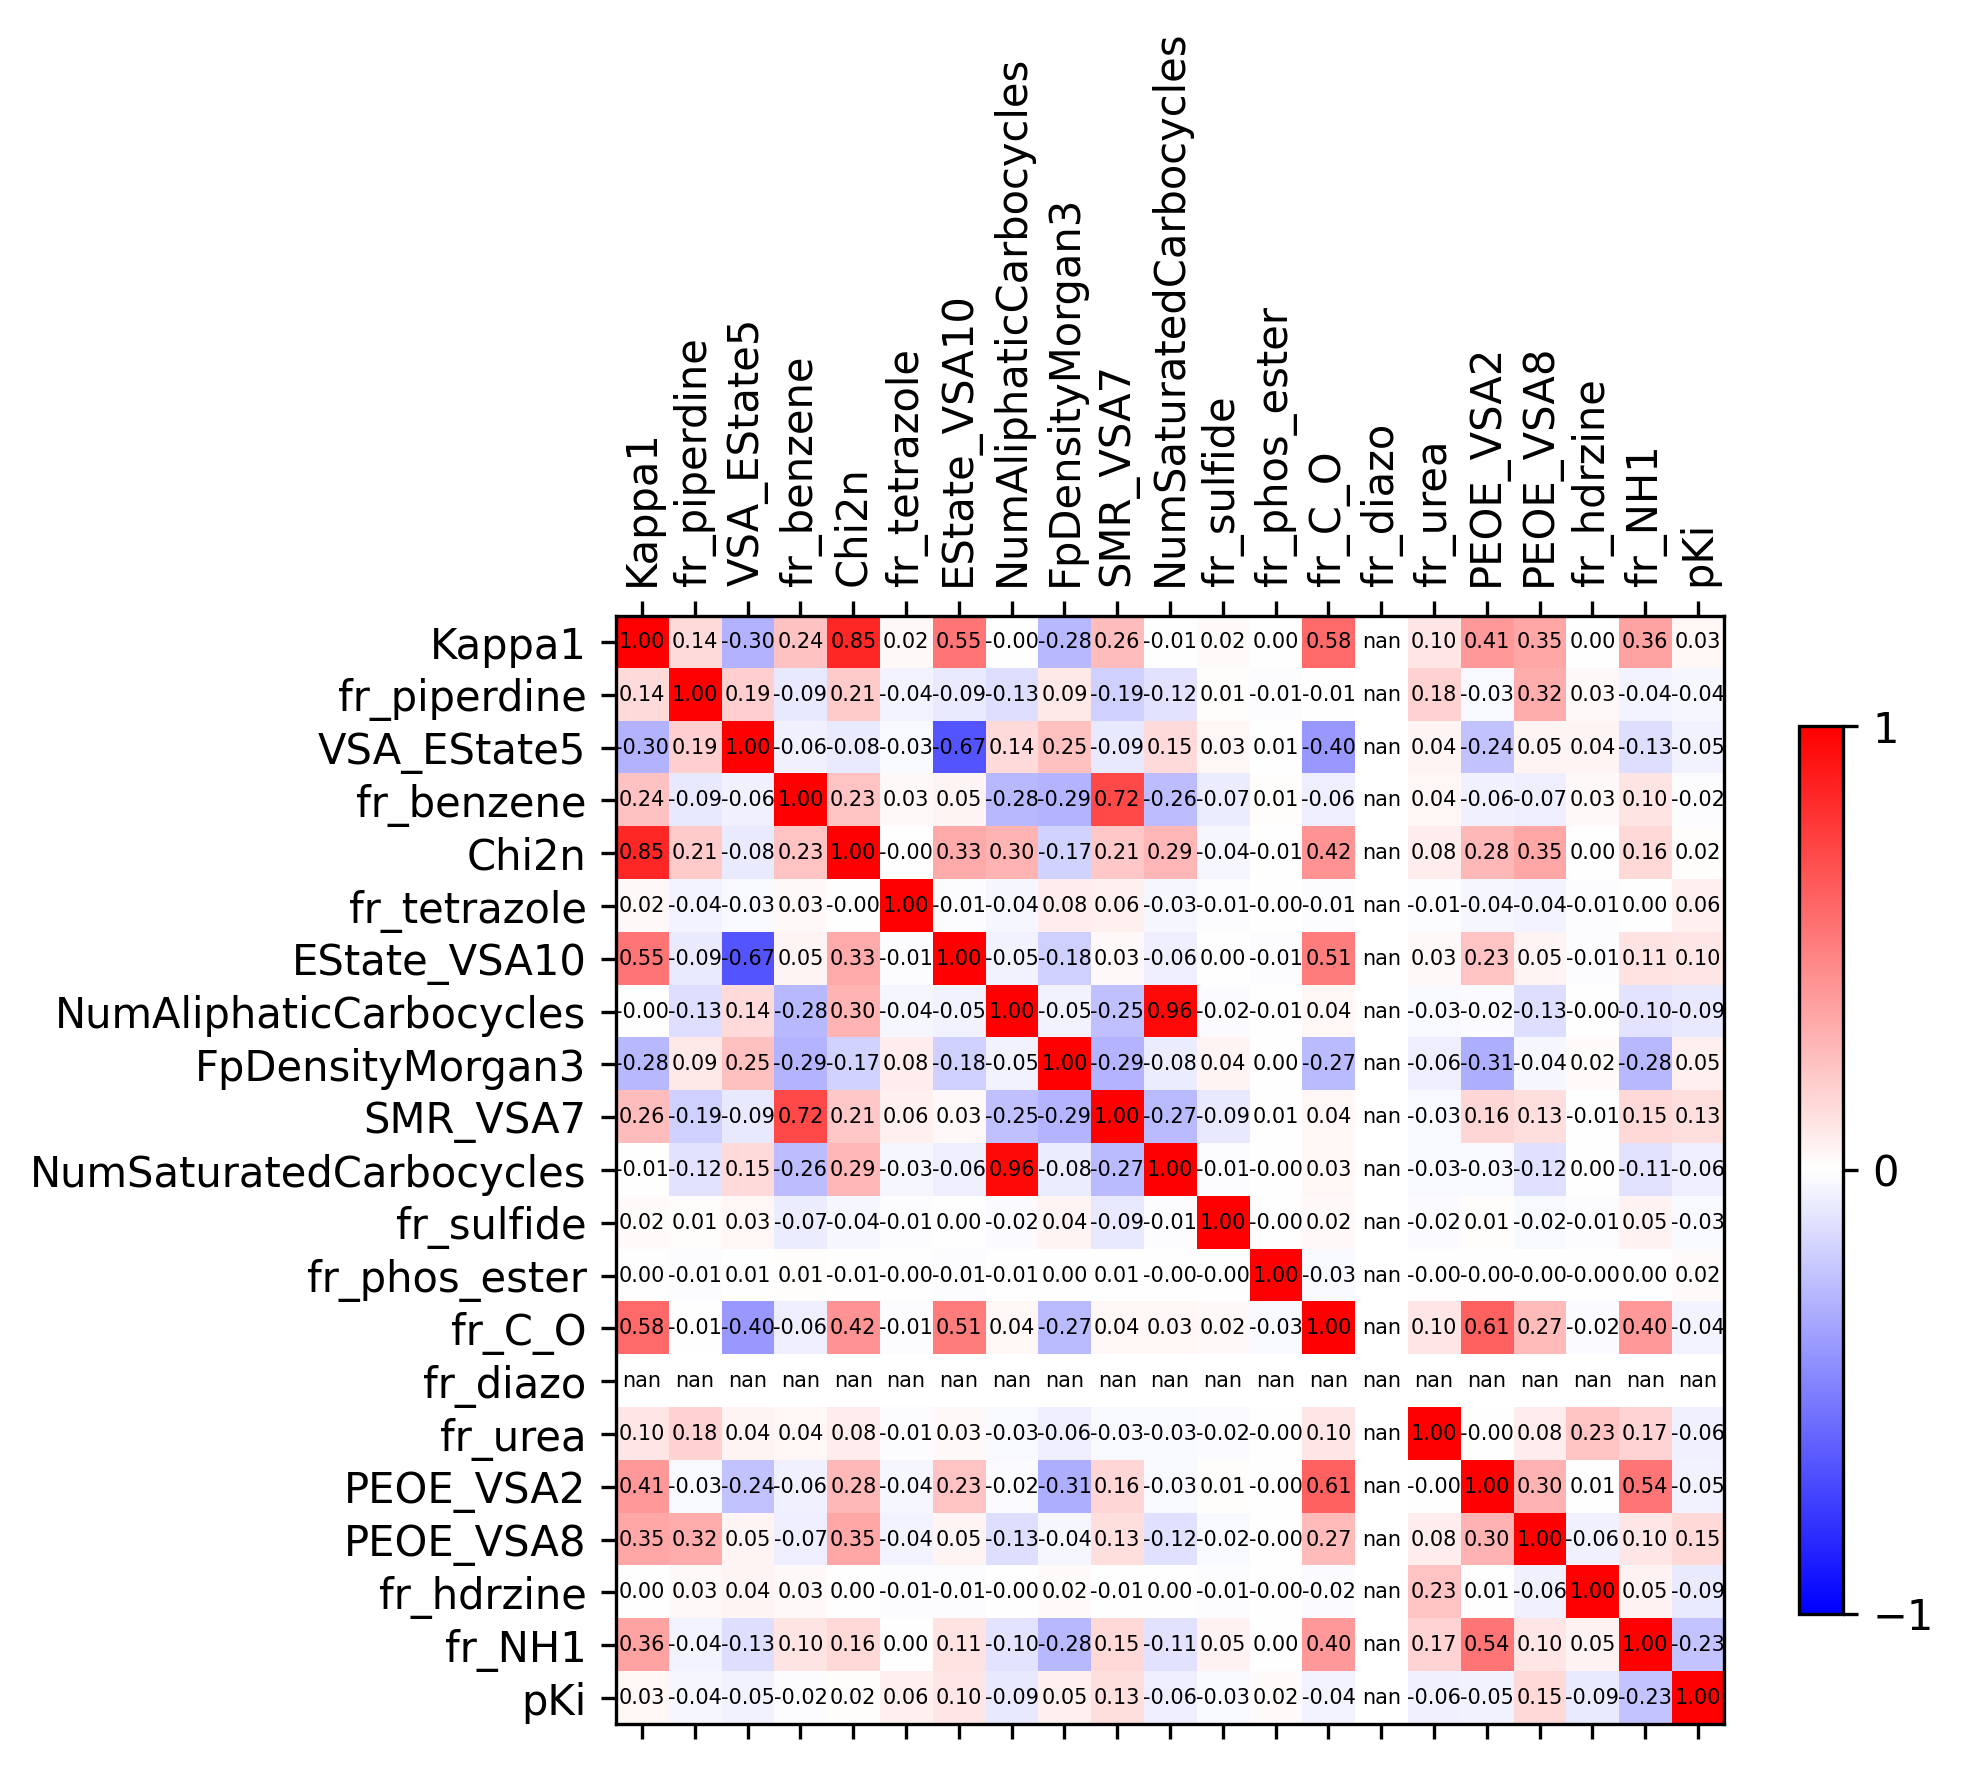 Kappa1
fr_piperdine
VSA_EState5
fr_benzene
Chi2n
fr_tetrazole
EState_VSA10
NumAliphaticCarbocycles
FpDensityMorgan3
SMR_VSA7
NumSaturatedCarbocycles
fr_sulfide
fr_phos_ester
fr_C_O
fr_diazo
fr_urea
PEOE_VSA2
PEOE_VSA8
fr_hdrzine
fr_NH1
pKi
Kappa1 1.00 0.14 -0.30 0.24 0.85 0.02 0.55 -0.00 -0.28 0.26 -0.01 0.02 0.00 0.58 nan 0.10 0.41 0.35 0.00 0.36 0.03
fr_piperdine 0.14 1.00 0.19 -0.09 0.21 -0.04 -0.09 -0.13 0.09 -0.19 -0.12 0.01 -0.01 -0.01 nan 0.18 -0.03 0.32 0.03 -0.04 -0.04
VSA_EState5 -0.30 0.19 1.00 -0.06 -0.08 -0.03 -0.67 0.14 0.25 -0.09 0.15 0.03 0.01 -0.40 nan 0.04 -0.24 0.05 0.04 -0.13 -0.05
fr_benzene 0.24 -0.09 -0.06 1.00 0.23 0.03 0.05 -0.28 -0.29 0.72 -0.26 -0.07 0.01 -0.06 nan 0.04 -0.06 -0.07 0.03 0.10 -0.02
Chi2n 0.85 0.21 -0.08 0.23 1.00 -0.00 0.33 0.30 -0.17 0.21 0.29 -0.04 -0.01 0.42 nan 0.08 0.28 0.35 0.00 0.16 0.02
fr_tetrazole 0.02 -0.04 -0.03 0.03 -0.00 1.00 -0.01 -0.04 0.08 0.06 -0.03 -0.01 -0.00 -0.01 nan -0.01 -0.04 -0.04 -0.01 0.00 0.06
EState_VSA10 0.55 -0.09 -0.67 0.05 0.33 -0.01 1.00 -0.05 -0.18 0.03 -0.06 0.00 -0.01 0.51 nan 0.03 0.23 0.05 -0.01 0.11 0.10
NumAliphaticCarbocycles -0.00 -0.13 0.14 -0.28 0.30 -0.04 -0.05 1.00 -0.05 -0.25 0.96 -0.02 -0.01 0.04 nan -0.03 -0.02 -0.13 -0.00 -0.10 -0.09
FpDensityMorgan3 -0.28 0.09 0.25 -0.29 -0.17 0.08 -0.18 -0.05 1.00 -0.29 -0.08 0.04 0.00 -0.27 nan -0.06 -0.31 -0.04 0.02 -0.28 0.05
SMR_VSA7 0.26 -0.19 -0.09 0.72 0.21 0.06 0.03 -0.25 -0.29 1.00 -0.27 -0.09 0.01 0.04 nan -0.03 0.16 0.13 -0.01 0.15 0.13
NumSaturatedCarbocycles -0.01 -0.12 0.15 -0.26 0.29 -0.03 -0.06 0.96 -0.08 -0.27 1.00 -0.01 -0.00 0.03 nan -0.03 -0.03 -0.12 0.00 -0.11 -0.06
fr_sulfide 0.02 0.01 0.03 -0.07 -0.04 -0.01 0.00 -0.02 0.04 -0.09 -0.01 1.00 -0.00 0.02 nan -0.02 0.01 -0.02 -0.01 0.05 -0.03
fr_phos_ester 0.00 -0.01 0.01 0.01 -0.01 -0.00 -0.01 -0.01 0.00 0.01 -0.00 -0.00 1.00 -0.03 nan -0.00 -0.00 -0.00 -0.00 0.00 0.02
fr_C_O 0.58 -0.01 -0.40 -0.06 0.42 -0.01 0.51 0.04 -0.27 0.04 0.03 0.02 -0.03 1.00 nan 0.10 0.61 0.27 -0.02 0.40 -0.04
fr_diazo nan nan nan nan nan nan nan nan nan nan nan nan nan nan nan nan nan nan nan nan nan
fr_urea 0.10 0.18 0.04 0.04 0.08 -0.01 0.03 -0.03 -0.06 -0.03 -0.03 -0.02 -0.00 0.10 nan 1.00 -0.00 0.08 0.23 0.17 -0.06
PEOE_VSA2 0.41 -0.03 -0.24 -0.06 0.28 -0.04 0.23 -0.02 -0.31 0.16 -0.03 0.01 -0.00 0.61 nan -0.00 1.00 0.30 0.01 0.54 -0.05
PEOE_VSA8 0.35 0.32 0.05 -0.07 0.35 -0.04 0.05 -0.13 -0.04 0.13 -0.12 -0.02 -0.00 0.27 nan 0.08 0.30 1.00 -0.06 0.10 0.15
fr_hdrzine 0.00 0.03 0.04 0.03 0.00 -0.01 -0.01 -0.00 0.02 -0.01 0.00 -0.01 -0.00 -0.02 nan 0.23 0.01 -0.06 1.00 0.05 -0.09
fr_NH1 0.36 -0.04 -0.13 0.10 0.16 0.00 0.11 -0.10 -0.28 0.15 -0.11 0.05 0.00 0.40 nan 0.17 0.54 0.10 0.05 1.00 -0.23
pKi 0.03 -0.04 -0.05 -0.02 0.02 0.06 0.10 -0.09 0.05 0.13 -0.06 -0.03 0.02 -0.04 nan -0.06 -0.05 0.15 -0.09 -0.23 1.00
1
0
−1